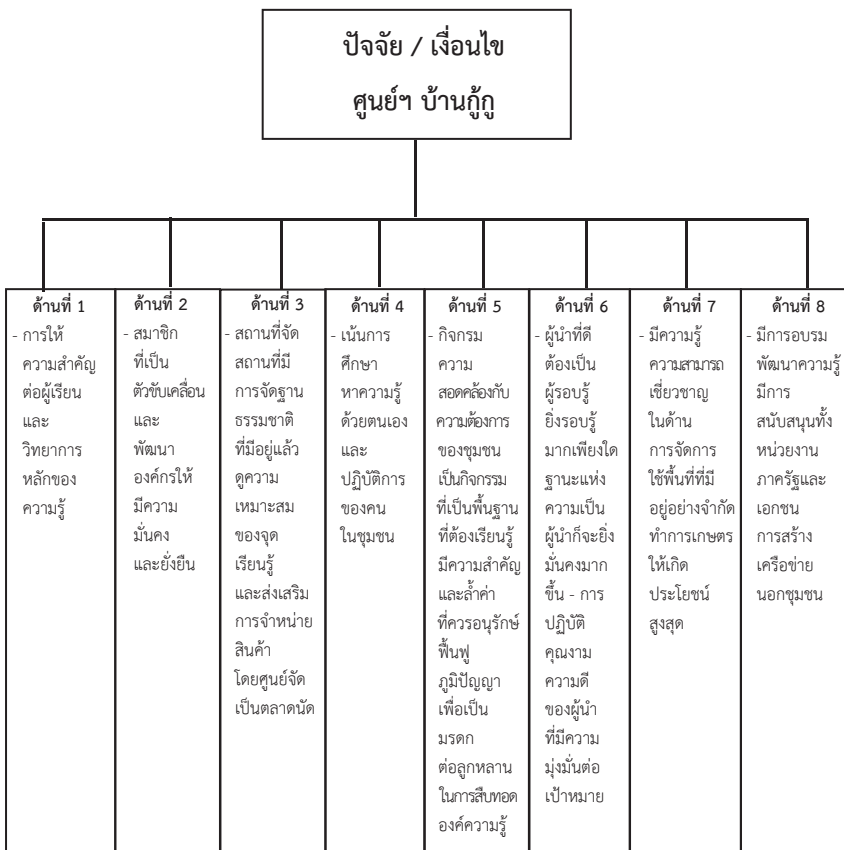 ปัจจัย / เงื่อนไข
ศูนย์ฯ บ้านกู้กู
ด้านที่ 1
- การให้
ความสำคัญ
ต่อผู้เรียน
และ
วิทยาการ
หลักของ
ความรู้
ด้านที่ 2
- สมาชิก
ที่เป็น
ตัวขับเคลื่อน
และ
พัฒนา
องค์กรให้
มีความ
มั่นคง
และยั่งยืน
ด้านที่ 3
- สถานที่จัด
สถานที่มี
การจัดฐาน
ธรรมชาติ
ที่มีอยู่แล้ว
ดูความ
เหมาะสม
ของจุด
เรียนรู้
และส่งเสริม
การจำหน่าย
สินค้า
โดยศูนย์จัด
เป็นตลาดนัด
ด้านที่ 4
- เน้นการ
ศึกษา
หาความรู้
ด้วยตนเอง
และ
ปฏิบัติการ
ของคน
ในชุมชน
ด้านที่ 5
- กิจกรม
ความ
สอดคล้องกับ
ความต้องการ
ของชุมชน
เป็นกิจกรรม
ที่เป็นพื้นฐาน
ที่ต้องเรียนรู้
มีความสำคัญ
และล้ำค่า
ที่ควรอนุรักษ์
ฟื้นฟู
ภูมิปัญญา
เพื่อเป็น
มรดก
ต่อลูกหลาน
ในการสืบทอด
องค์ความรู้
ด้านที่ 6
- ผู้นำที่ดี
ต้องเป็น
ผู้รอบรู้
ยิ่งรอบรู้
มากเพียงใด
ฐานะแห่ง
ความเป็น
ผู้นำก็จะยิ่ง
มั่นคงมาก
ขึ้น - การ
ปฏิบัติ
คุณงาม
ความดี
ของผู้นำ
ที่มีความ
มุ่งมั่นต่อ
เป้าหมาย
ด้านที่ 7
- มีความรู้
ความสามารถ
เชี่ยวชาญ
ในด้าน
การจัดการ
ใช้พื้นที่ที่มี
อยู่อย่างจำกัด
ทำการเกษตร
ให้เกิด
ประโยชน์
สูงสุด
ด้านที่ 8
- มีการอบรม
พัฒนาความรู้
มีการ
สนับสนุนทั้ง
หน่วยงาน
ภาครัฐและ
เอกชน
การสร้าง
เครือข่าย
นอกชุมชน